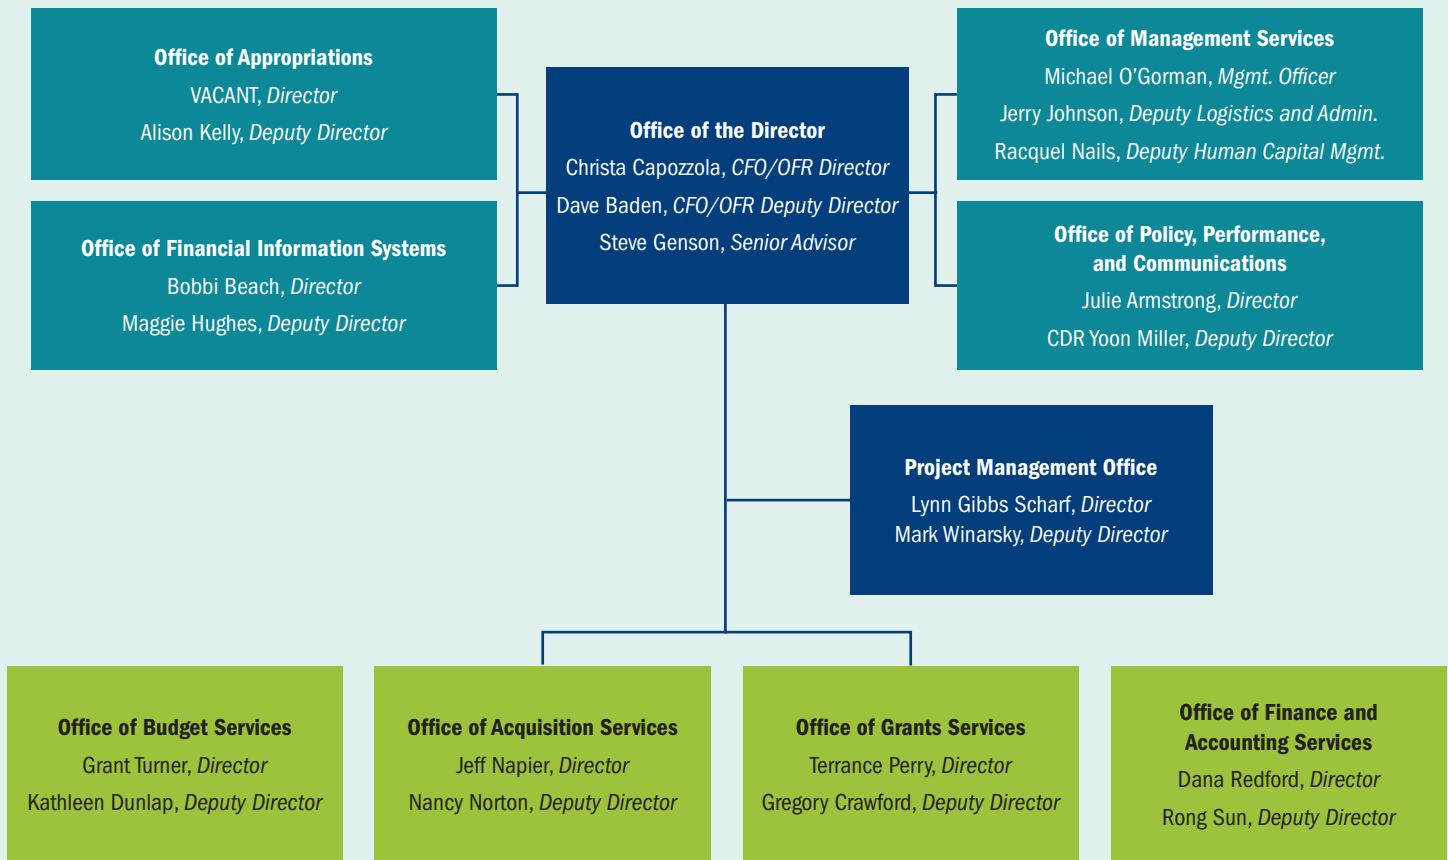 Office of Appropriations
VACANT, Director
Alison Kelly, Deputy Director
Office of Financial Information Systems
Bobbi Beach, Director
Maggie Hughes, Deputy Director
Office of the Director
Christa Capozzola, CFO/OFR Director
Dave Baden, CFO/OFR Deputy Director
Steve Genson, Senior Advisor
Office of Management Services
Michael O’Gorman, Mgmt. Officer
Jerry Johnson, Deputy Logistics and Admin.
Racquel Nails, Deputy Human Capital Mgmt.
Office of Policy, Performance,
and Communications
Julie Armstrong, Director
CDR Yoon Miller, Deputy Director
Project Management Office
Lynn Gibbs Scharf, Director
Mark Winarsky, Deputy Director
Office of Budget Services
Grant Turner, Director
Kathleen Dunlap, Deputy Director
Office of Acquisition Services
Jeff Napier, Director
Nancy Norton, Deputy Director
Office of Grants Services
Terrance Perry, Director
Gregory Crawford, Deputy Director
Office of Finance and
Accounting Services
Dana Redford, Director
Rong Sun, Deputy Director